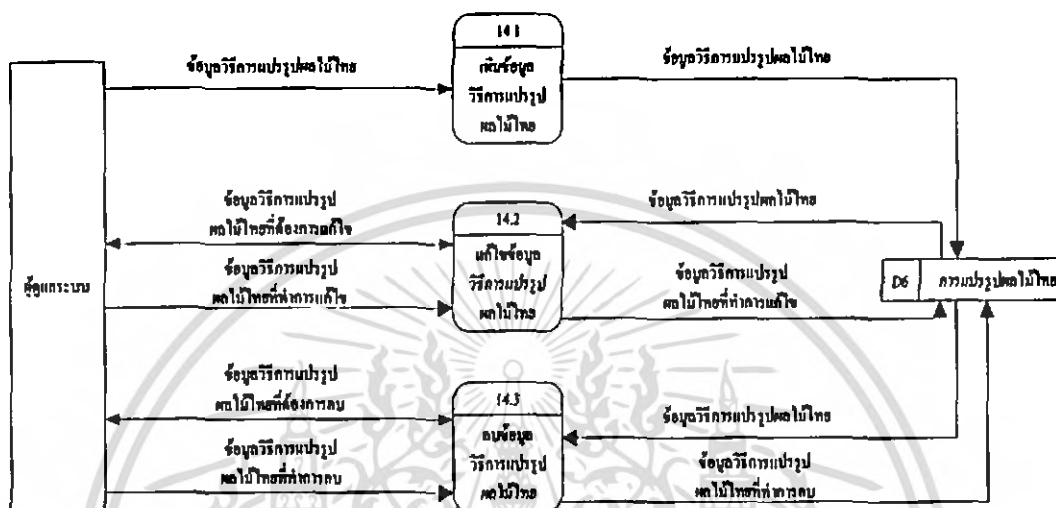 14.1
ข้อมูลวิธีการแปรรูปผลไม้ไทย
เพิ่มข้อมูล
วิธีการแปรรูป
ผลไม้ไทย
ข้อมูลวิธีการแปรรูปผลไม้ไทย
ข้อมูลวิธีการแปรรูป
ผลไม้ไทยที่ต้องการแก้ไข
ข้อมูลวิธีการแปรรูป
ผลไม้ไทยที่ทำการแก้ไข
14.2
แก้ไขข้อมูล
วิธีการแปรรูป
ผลไม้ไทย
ข้อมูลวิธีการแปรรูปผลไม้ไทย
ข้อมูลวิธีการแปรรูป
ผลไม้ไทยที่ทำการแก้ไข
ผู้ดูแลระบบ
D6 การแปรรูปผลไม้ไทย
ข้อมูลวิธีการแปรรูป
ผลไม้ไทยที่ต้องการลบ
ข้อมูลวิธีการแปรรูป
ผลไม้ไทยที่ทำการลบ
14.3
ลบข้อมูล
วิธีการแปรรูป
ผลไม้ไทย
ข้อมูลวิธีการแปรรูปผลไม้ไทย
ข้อมูลวิธีการแปรรูป
ผลไม้ไทยที่ทำการลบ